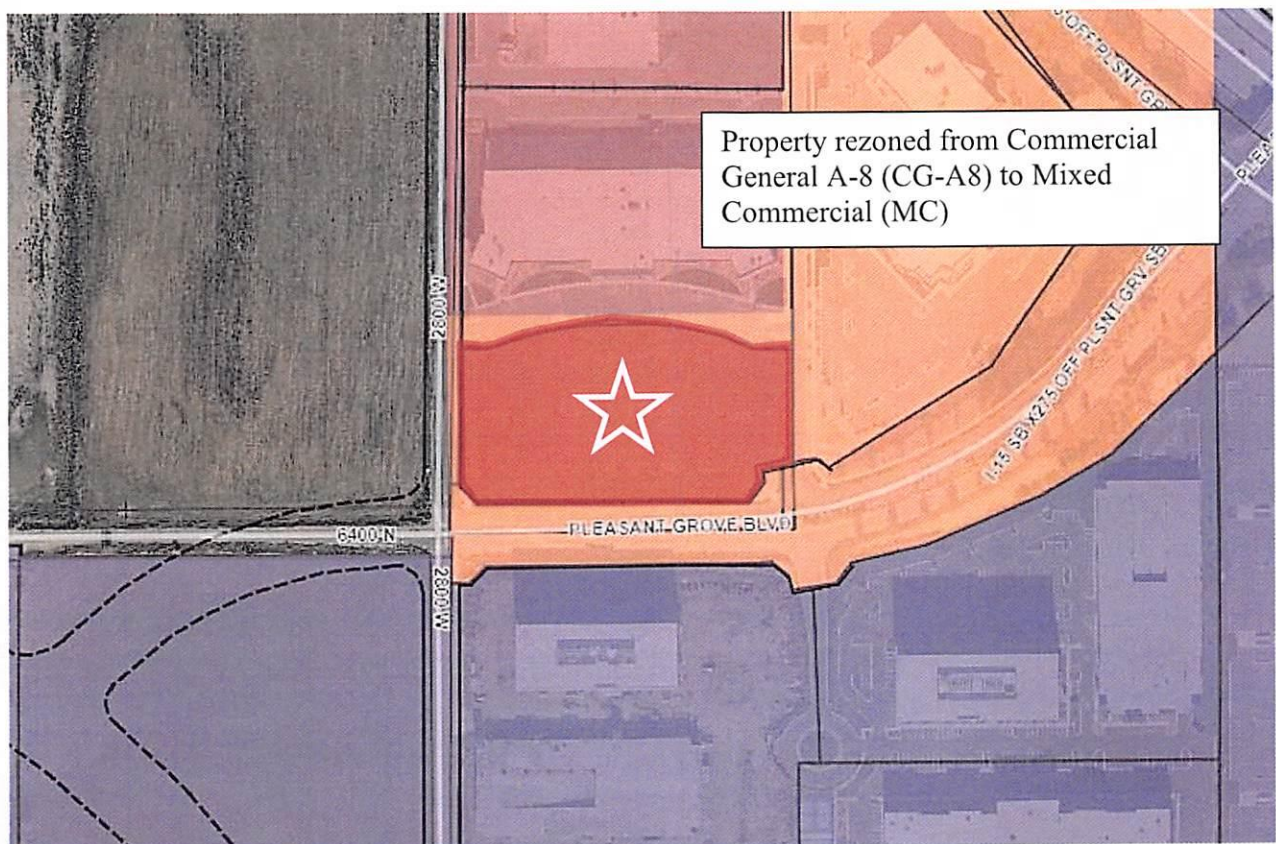 Property rezoned from Commercial
General A-8 (CG-A8) to Mixed
Commercial (MC)
2800 W
I-15 SB X275 OFF PLSNT GRV SB
PLEASANT GROVE BLVD
6400 N
2800 W